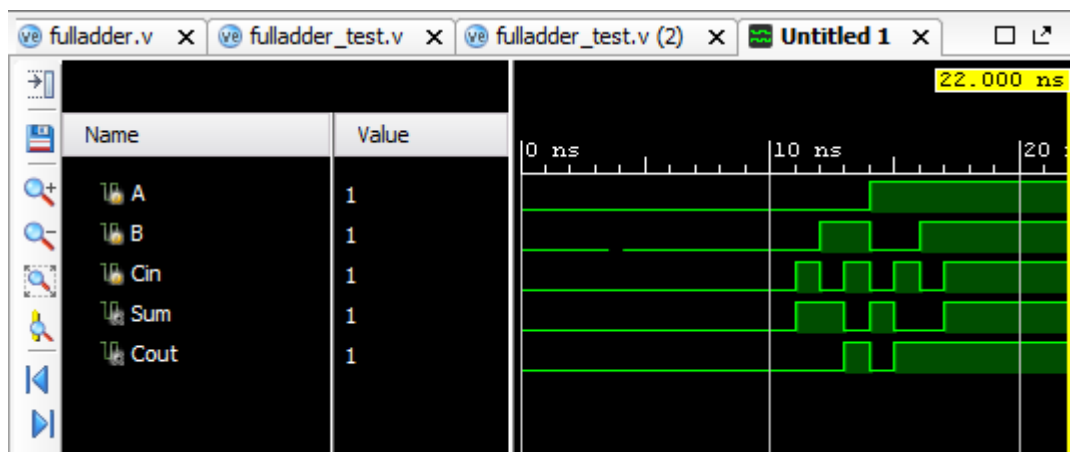 fulladder.v fulladder_test.v fulladder_test.v (2) Untitled 1
22.000 ns
Name Value
0 ns 10 ns 20
A 1
B 1
Cin 1
Sum 1
Cout 1